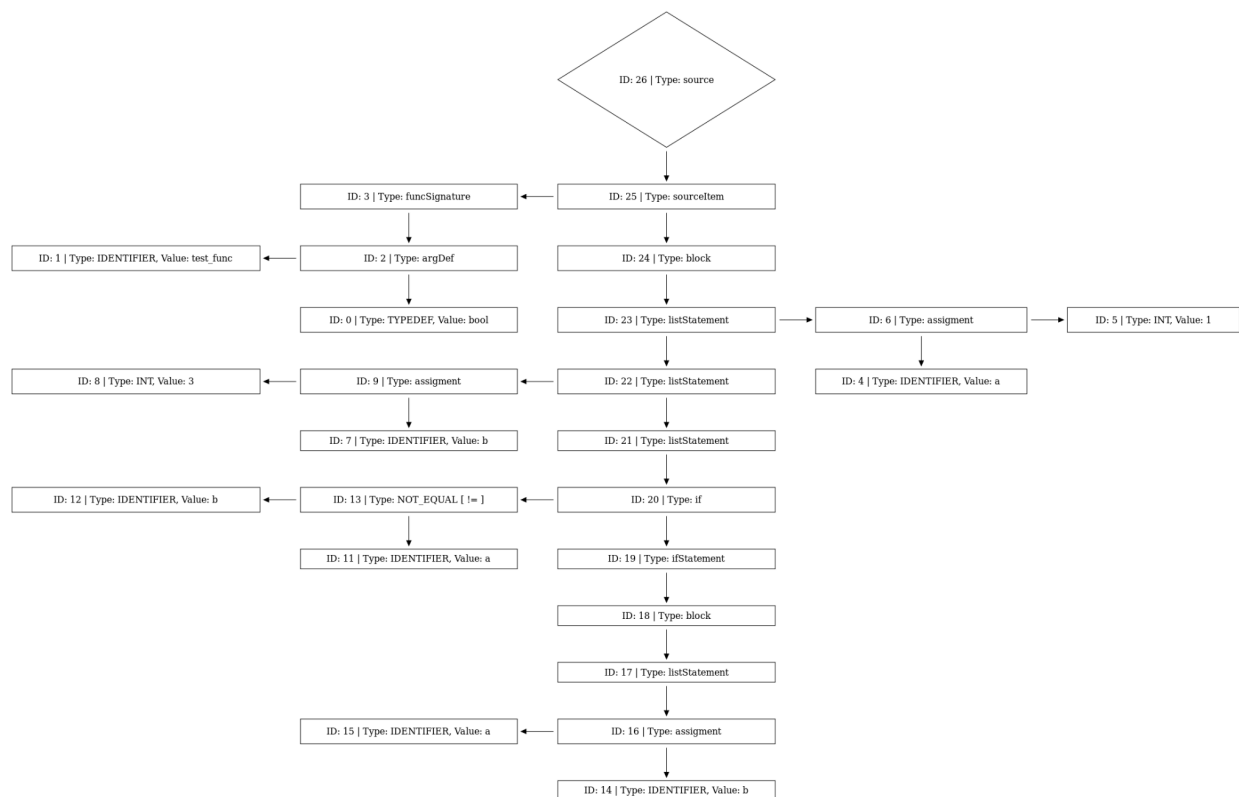 ID: 26 | Type: source
ID: 3 | Type: funcSignature
ID: 25 | Type: sourceItem
ID: 1 | Type: IDENTIFIER, Value: test_func
ID: 2 | Type: argDef
ID: 24 | Type: block
ID: 0 | Type: TYPEDEF, Value: bool
ID: 23 | Type: listStatement
ID: 6 | Type: assigment
ID: 5 | Type: INT, Value: 1
ID: 8 | Type: INT, Value: 3
ID: 9 | Type: assigment
ID: 22 | Type: listStatement
ID: 4 | Type: IDENTIFIER, Value: a
ID: 7 | Type: IDENTIFIER, Value: b
ID: 21 | Type: listStatement
ID: 12 | Type: IDENTIFIER, Value: b
ID: 13 | Type: NOT_EQUAL [ != ]
ID: 20 | Type: if
ID: 11 | Type: IDENTIFIER, Value: a
ID: 19 | Type: ifStatement
ID: 18 | Type: block
ID: 17 | Type: listStatement
ID: 15 | Type: IDENTIFIER, Value: a
ID: 16 | Type: assigment
ID: 14 | Type: IDENTIFIER, Value: b